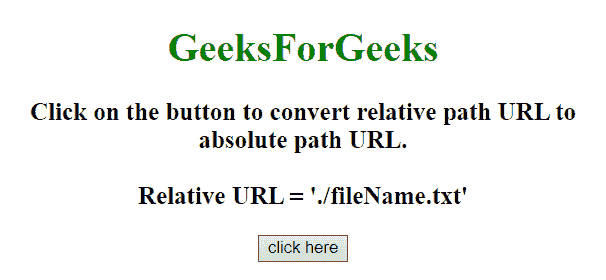 GeeksForGeeks
Click on the button to convert relative path URL to
absolute path URL.
Relative URL = './fileName.txt'
click here